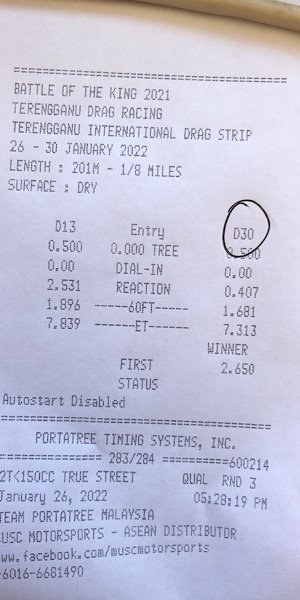 ================================
BATTLE OF THE KING 2021
TERENGGANU DRAG RACING
TERENGGANU INTERNATIONAL DRAG STRIP
26 - 30 JANUARY 2022
LENGTH : 201M - 1/8 MILES
SURFACE : DRY
D13 Entry D30
0.500 0.000 TREE 0.500
0.00 DIAL-IN 0.00
2.531 REACTION 0.407
1.896 ------60FT------ 1.681
7.839 ------ET------ 7.313
WINNER
FIRST 2.650
STATUS
Autostart Disabled
================================
PORTATREE TIMING SYSTEMS, INC.
=========== 283/284 ==========600214
2T<150CC TRUE STREET QUAL RND 3
January 26, 2022 05:28:19 PM
TEAM PORTATREE MALAYSIA
MUSC MOTORSPORTS - ASEAN DISTRIBUTOR
ww.facebook.com/muscmotorsports
-6016-6681490